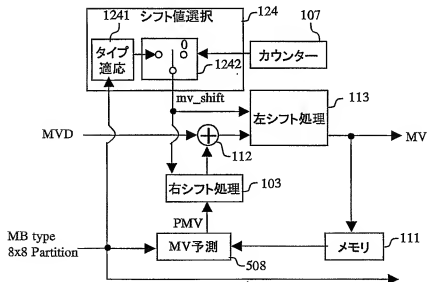 1241
シフト値選択
124
107
タイプ
適応
0
カウンター
1242
mv_shift
113
左シフト処理
MVD
MV
112
右シフト処理
103
PMV
MB type
8x8 Partition
MV予測
メモリ
508
111